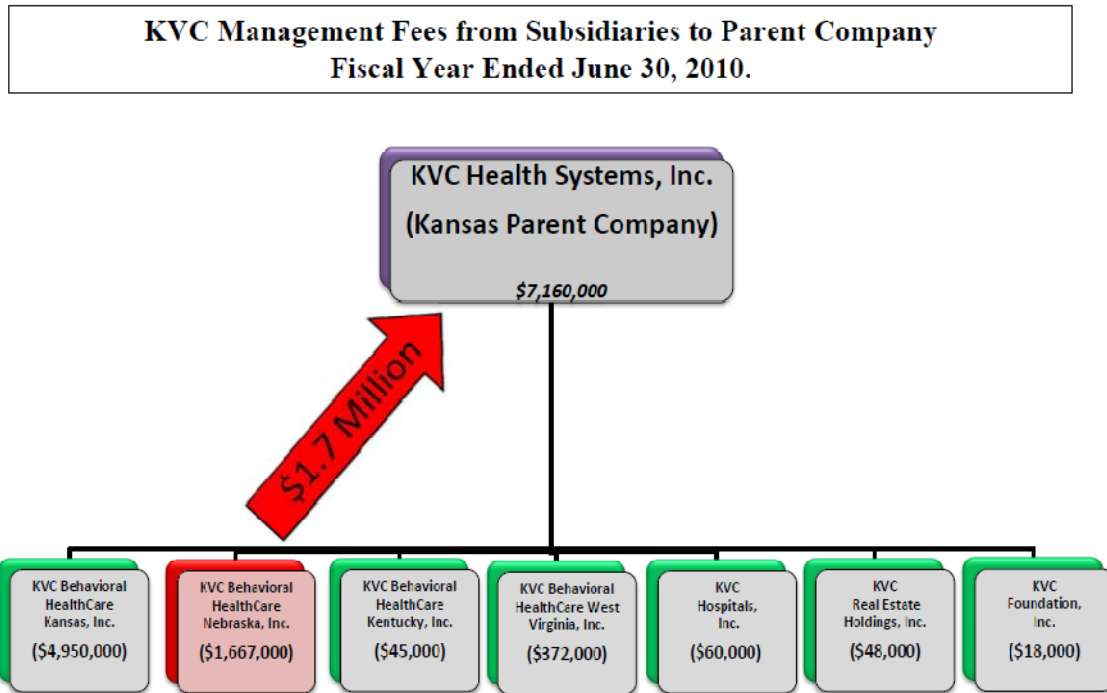 KVC Management Fees from Subsidiaries to Parent Company
Fiscal Year Ended June 30, 2010.
KVC Health Systems, Inc.
(Kansas Parent Company)
$7,160,000
$1.7 Million
KVC Behavioral
HealthCare
Kansas, Inc.
($4,950,000)
KVC Behavioral
HealthCare
Nebraska, Inc.
($1,667,000)
KVC Behavioral
HealthCare
Kentucky, Inc.
($45,000)
KVC Behavioral
HealthCare West
Virginia, Inc.
($372,000)
KVC
Hospitals,
Inc.
($60,000)
KVC
Real Estate
Holdings, Inc.
($48,000)
KVC
Foundation,
Inc.
($18,000)